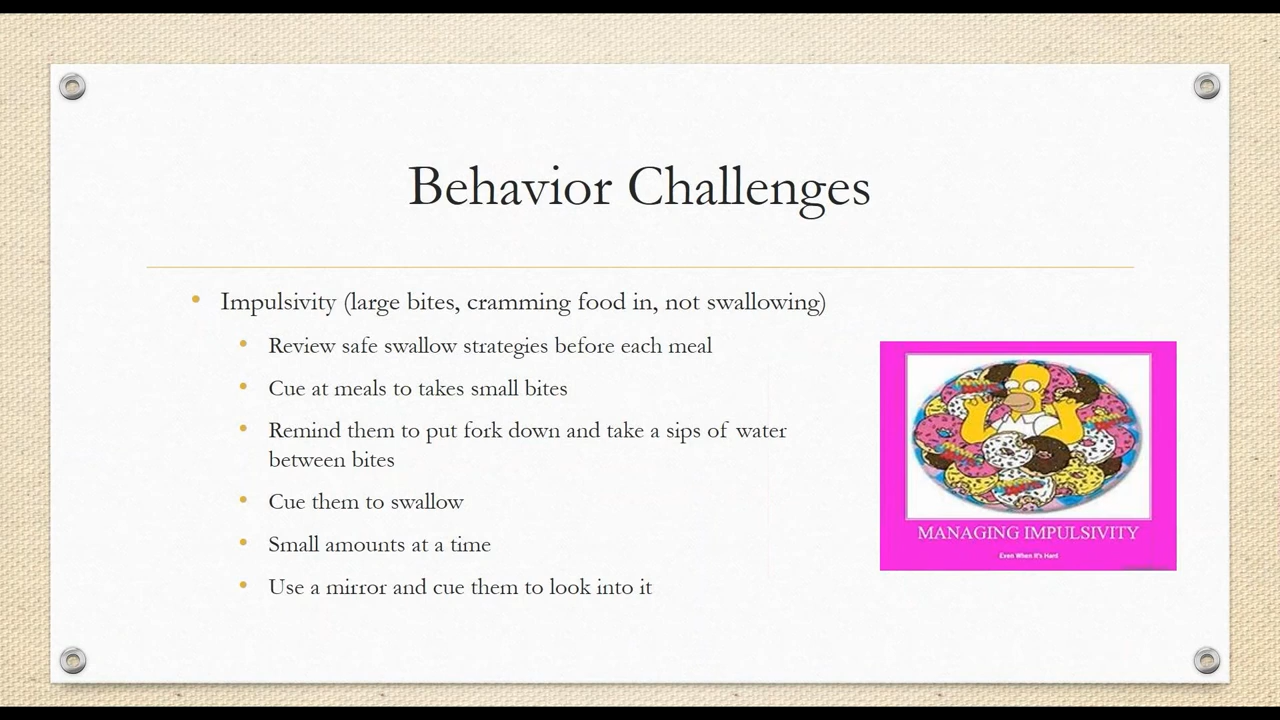 Behavior Challenges
Impulsivity (large bites, cramming food in, not swallowing)
Review safe swallow strategies before each meal
Cue at meals to takes small bites
Remind them to put fork down and take a sips of water
between bites
Cue them to swallow
Small amounts at a time
Use a mirror and cue them to look into it
MANAGING IMPULSIVITY
Even When It's Hard